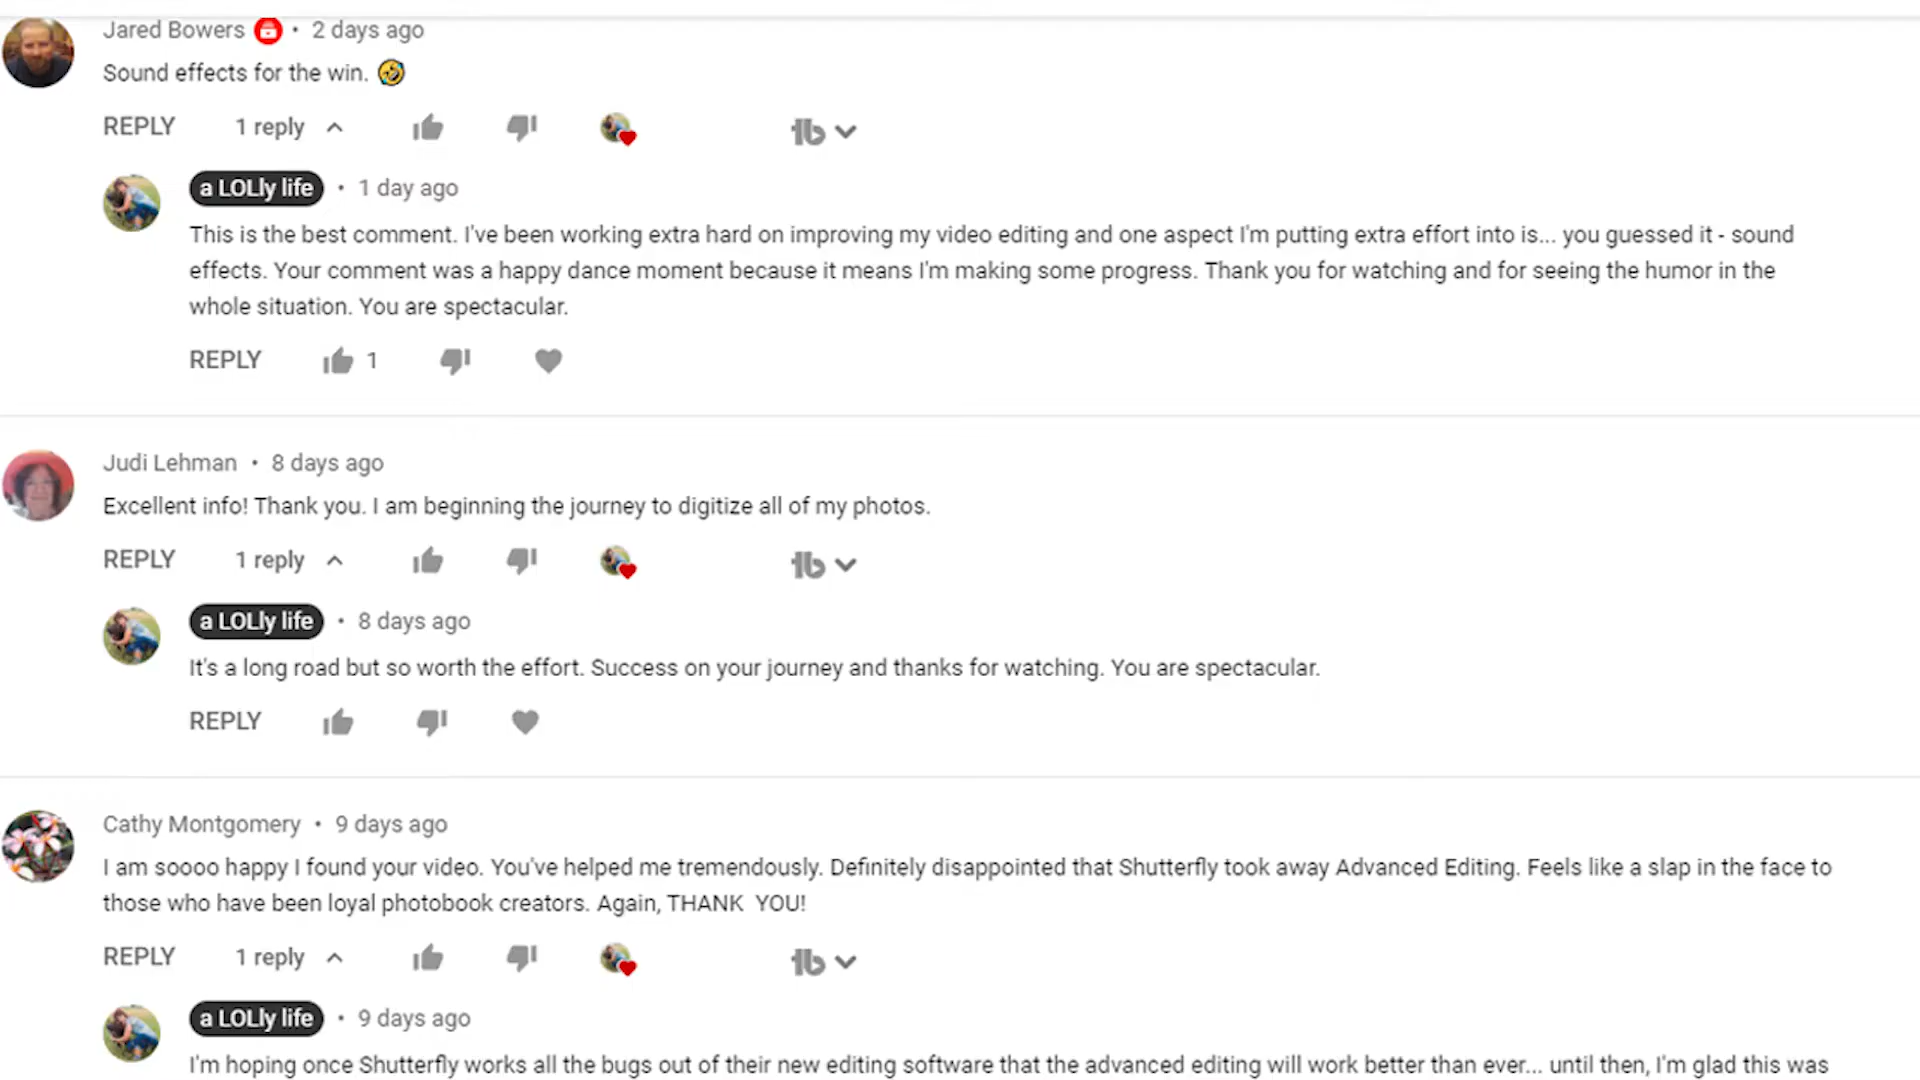 Jared Bowers • 2 days ago
Sound effects for the win. 🤣
REPLY 1 reply
a LOLly life • 1 day ago
This is the best comment. I've been working extra hard on improving my video editing and one aspect I'm putting extra effort into is... you guessed it - sound
effects. Your comment was a happy dance moment because it means I'm making some progress. Thank you for watching and for seeing the humor in the
whole situation. You are spectacular.
REPLY 1
Judi Lehman • 8 days ago
Excellent info! Thank you. I am beginning the journey to digitize all of my photos.
REPLY 1 reply
a LOLly life • 8 days ago
It's a long road but so worth the effort. Success on your journey and thanks for watching. You are spectacular.
REPLY
Cathy Montgomery • 9 days ago
I am soooo happy I found your video. You've helped me tremendously. Definitely disappointed that Shutterfly took away Advanced Editing. Feels like a slap in the face to
those who have been loyal photobook creators. Again, THANK YOU!
REPLY 1 reply
a LOLly life • 9 days ago
I'm hoping once Shutterfly works all the bugs out of their new editing software that the advanced editing will work better than ever... until then, I'm glad this was